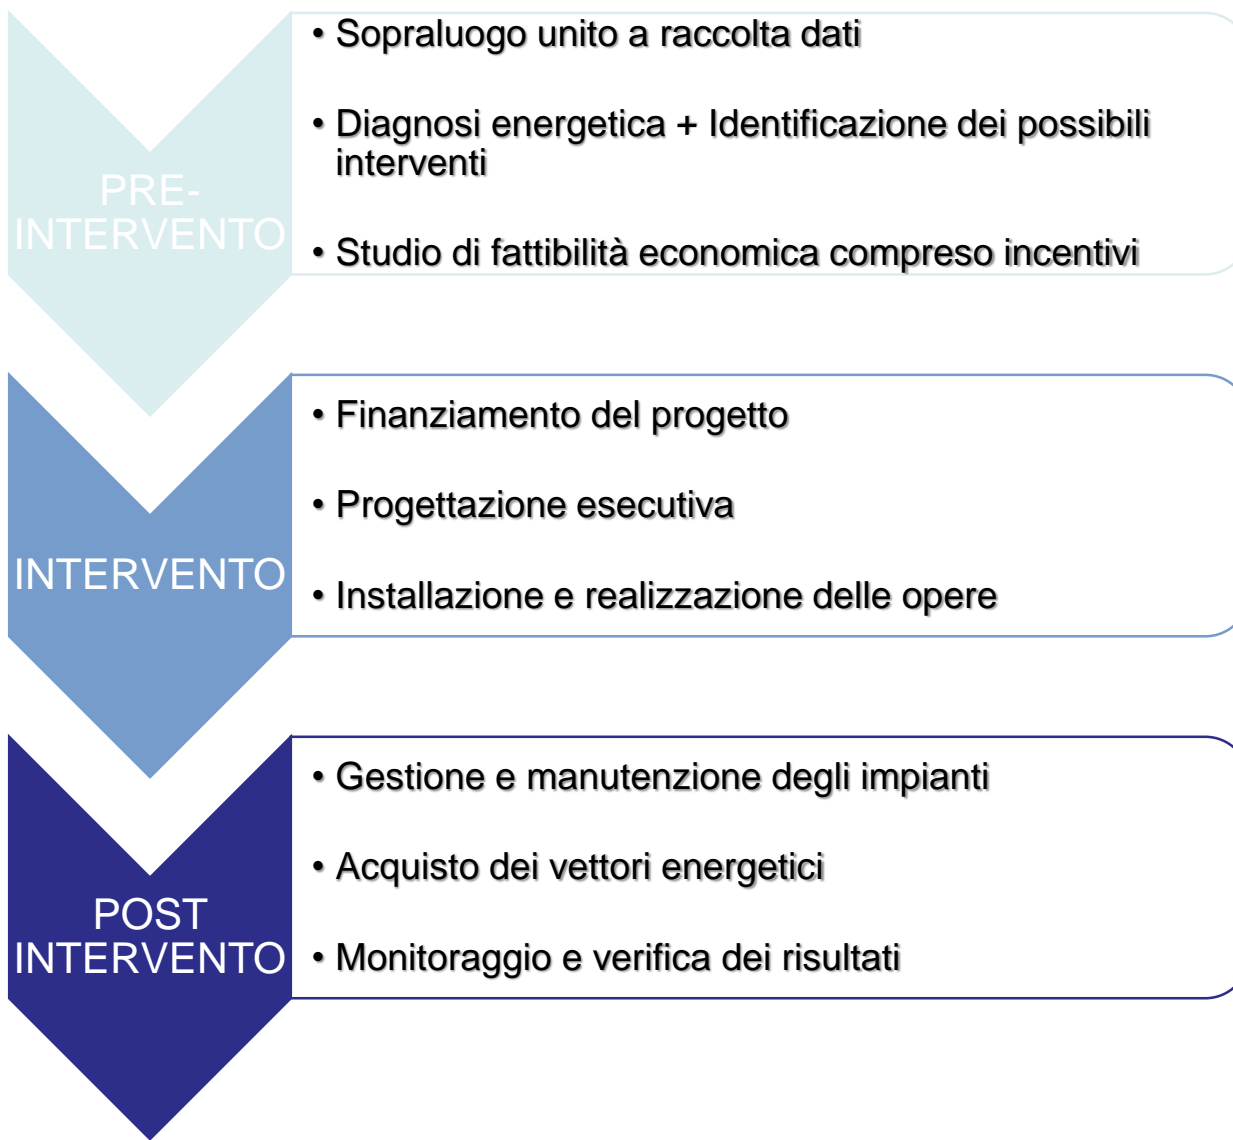 PRE-
INTERVENTO
• Sopraluogo unito a raccolta dati
• Diagnosi energetica + Identificazione dei possibili
interventi
• Studio di fattibilità economica compreso incentivi
INTERVENTO
• Finanziamento del progetto
• Progettazione esecutiva
• Installazione e realizzazione delle opere
POST
INTERVENTO
• Gestione e manutenzione degli impianti
• Acquisto dei vettori energetici
• Monitoraggio e verifica dei risultati